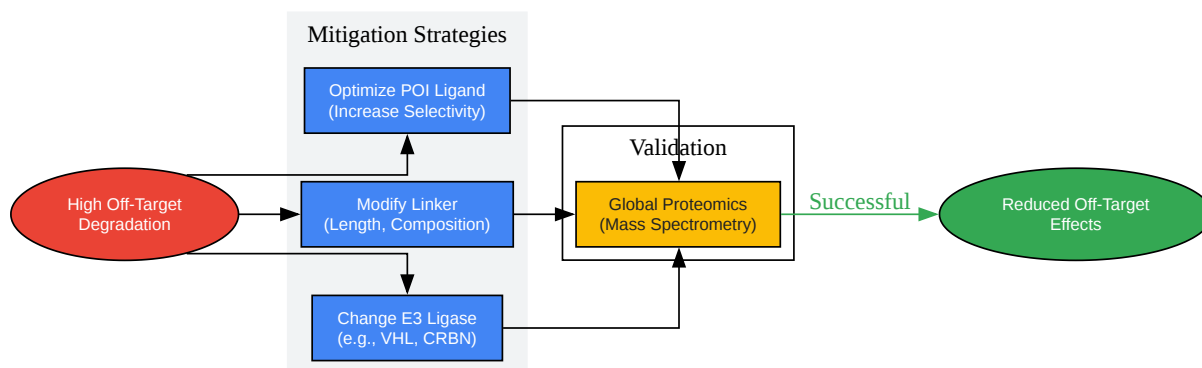 Mitigation Strategies
Optimize POI Ligand
(Increase Selectivity)
Validation
High Off-Target
Degradation
Modify Linker
(Length, Composition)
Global Proteomics
(Mass Spectrometry)
Successful
Reduced Off-Target
Effects
Change E3 Ligase
(e.g., VHL, CRBN)